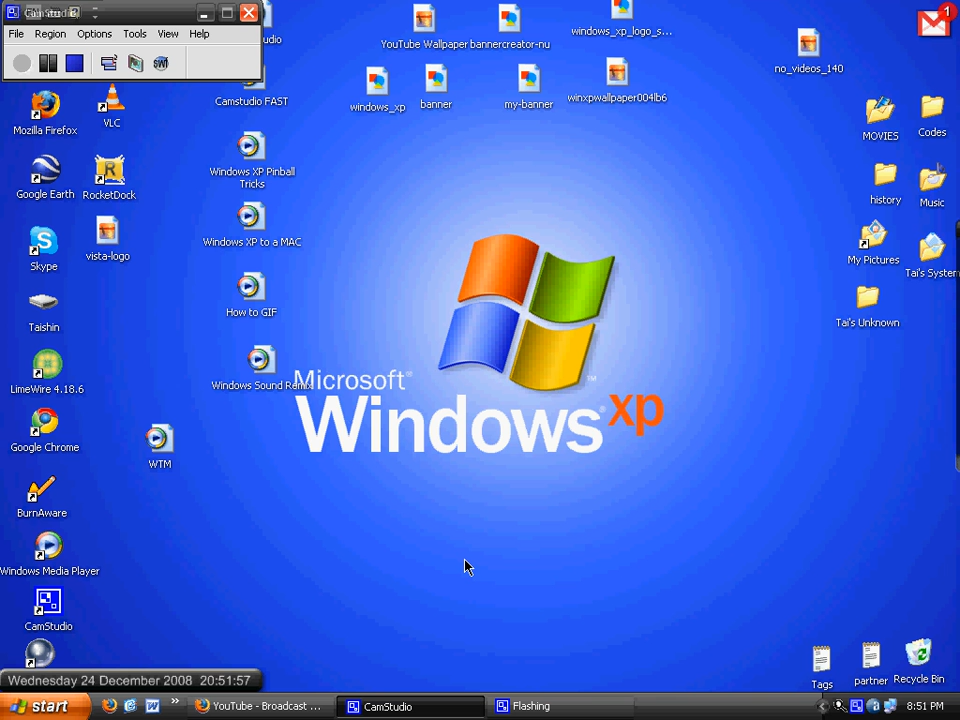 CamStudio
File Region Options Tools View Help
1
YouTube Wallpaper
bannercreator-nu
windows_xp_logo_s...
no_videos_140
Camstudio FAST
windows_xp
banner
my-banner
winxpwallpaper004lb6
Mozilla Firefox
VLC
MOVIES
Codes
Windows XP Pinball
Tricks
Google Earth
RocketDock
history
Music
Windows XP to a MAC
Skype
vista-logo
My Pictures
Tai's System
How to GIF
Taishin
Tai's Unknown
LimeWire 4.18.6
Windows Sound Remix
Microsoft®
Windows® xp
™
Google Chrome
WTM
BurnAware
Windows Media Player
CamStudio
Wednesday 24 December 2008 20:51:57
Tags
partner
Recycle Bin
start
YouTube - Broadcast ...
CamStudio
Flashing
8:51 PM